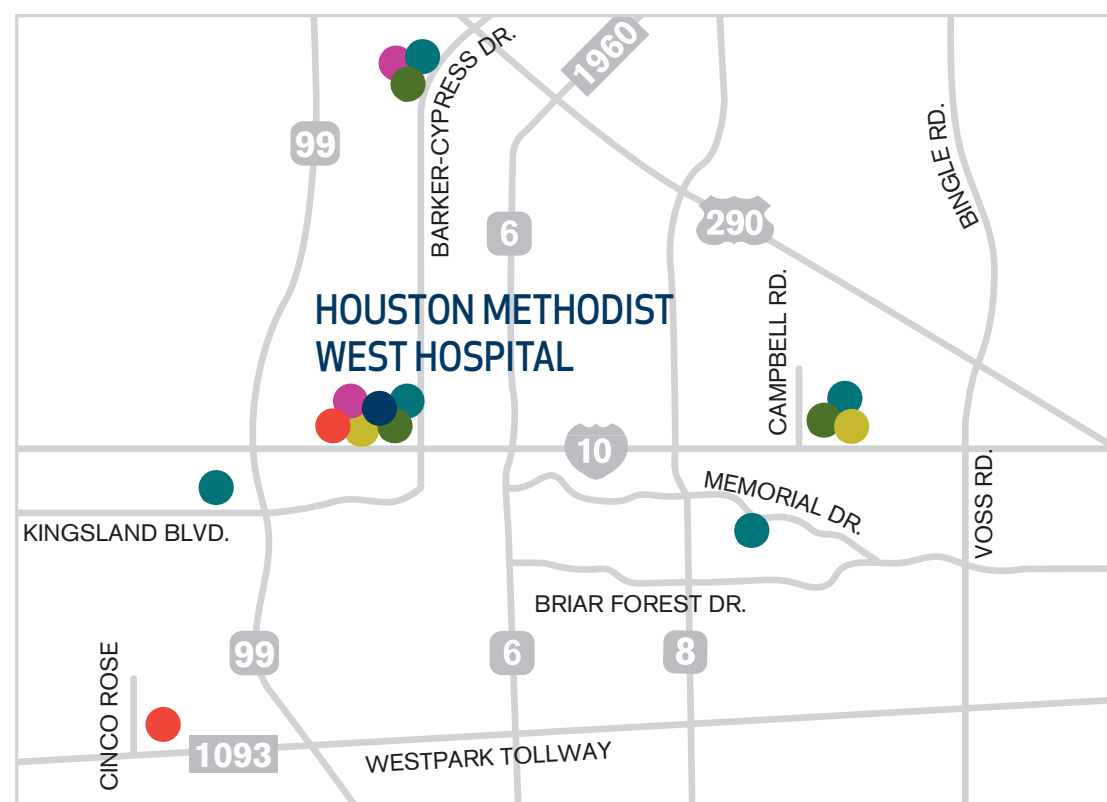 1960
BARKER-CYPRESS DR.
99
BINGLE RD.
6
290
CAMPBELL RD.
HOUSTON METHODIST
WEST HOSPITAL
10
VOSS RD.
MEMORIAL DR.
KINGSLAND BLVD.
BRIAR FOREST DR.
99
6
8
CINCO ROSE
1093
WESTPARK TOLLWAY